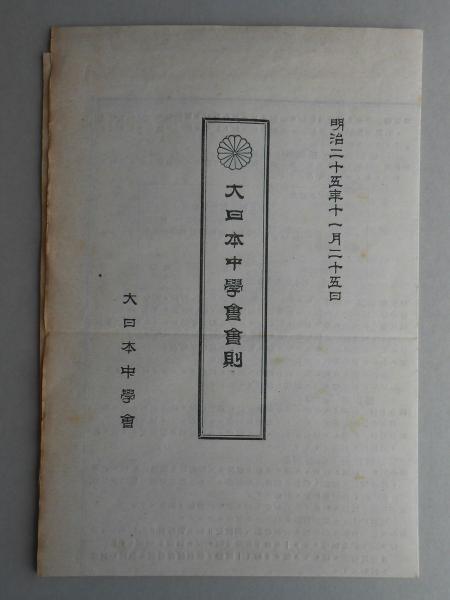 明治二十五年十一月二十五日
大日本中學會會則
大日本中學會